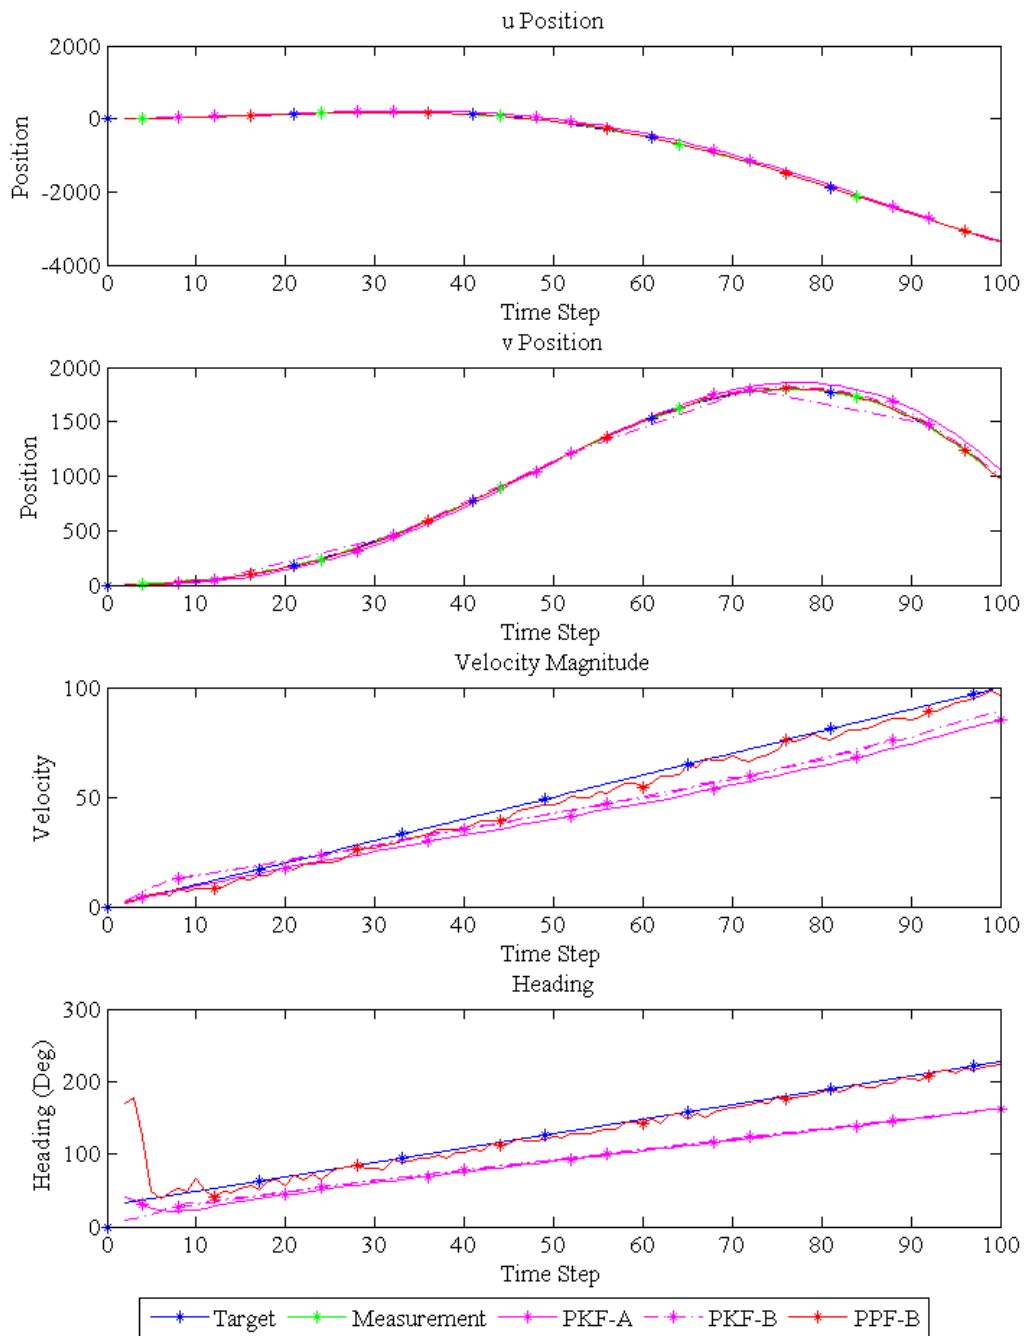 u Position
2000
0
-2000
-4000
Position
0 10 20 30 40 50 60 70 80 90 100
Time Step
v Position
2000
1500
1000
500
0
Position
0 10 20 30 40 50 60 70 80 90 100
Time Step
Velocity Magnitude
100
50
0
Velocity
0 10 20 30 40 50 60 70 80 90 100
Time Step
Heading
300
200
100
0
Heading (Deg)
0 10 20 30 40 50 60 70 80 90 100
Time Step
Target Measurement PKF-A PKF-B PPF-B